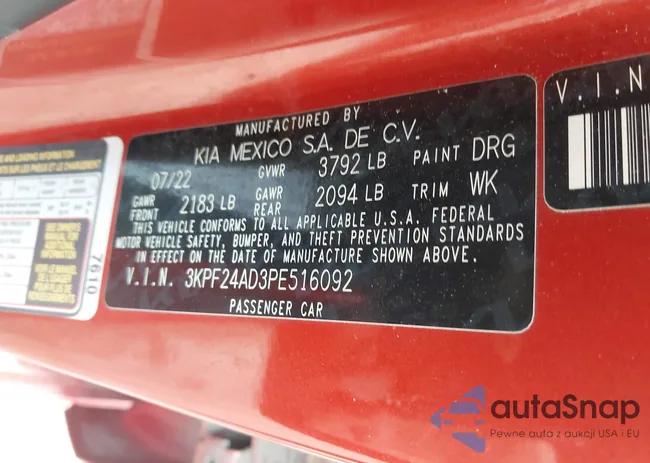 MANUFACTURED BY
KIA MEXICO S.A. DE C.V.
07/22 GVWR 3792 LB PAINT DRG
GAWR FRONT 2183 LB GAWR REAR 2094 LB TRIM WK
THIS VEHICLE CONFORMS TO ALL APPLICABLE U.S.A. FEDERAL
MOTOR VEHICLE SAFETY, BUMPER, AND THEFT PREVENTION STANDARDS
IN EFFECT ON THE DATE OF MANUFACTURE SHOWN ABOVE.
V.I.N. 3KPF24AD3PE516092
PASSENGER CAR
V.I.N
7610
autaSnap
Pewne auta z aukcji USA i EU